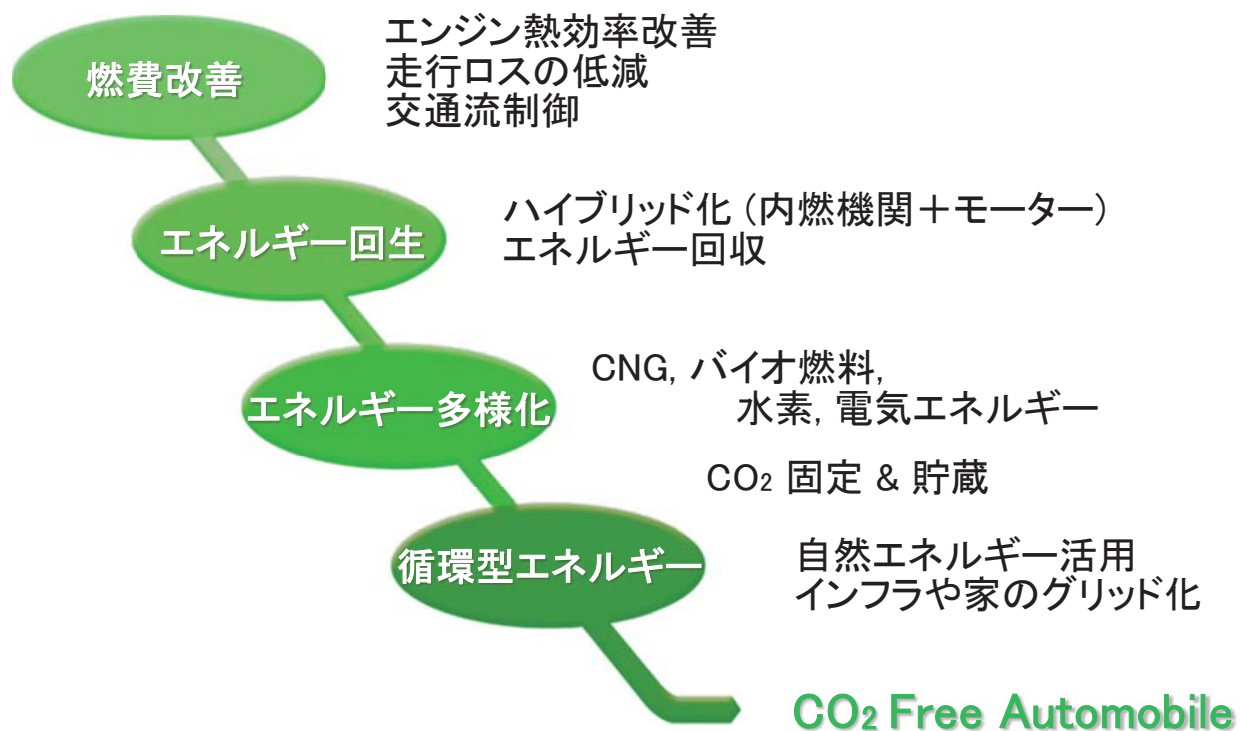 燃費改善
エンジン熱効率改善
走行ロスの低減
交通流制御
エネルギー回生
ハイブリッド化 (内燃機関＋モーター)
エネルギー回収
エネルギー多様化
CNG, バイオ燃料,
水素, 電気エネルギー
CO₂ 固定 & 貯蔵
循環型エネルギー
自然エネルギー活用
インフラや家のグリッド化
CO₂ Free Automobile